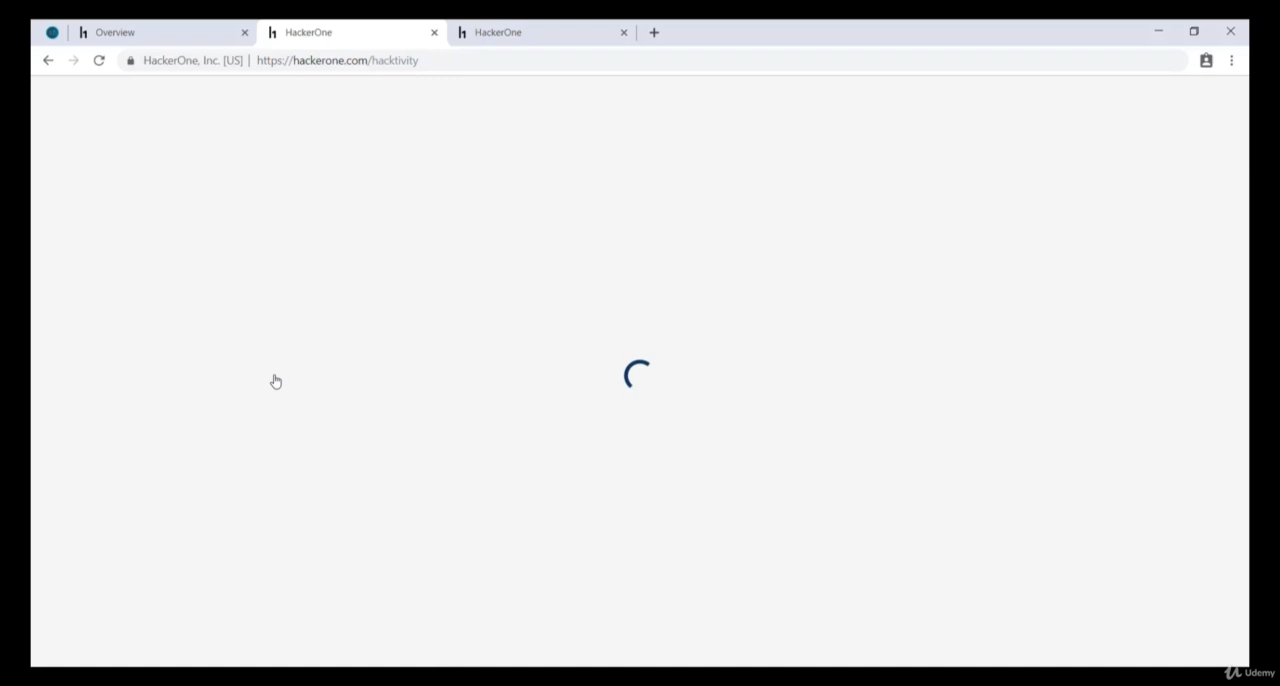 Overview
HackerOne
HackerOne
HackerOne, Inc. [US] | https://hackerone.com/hacktivity
Udemy